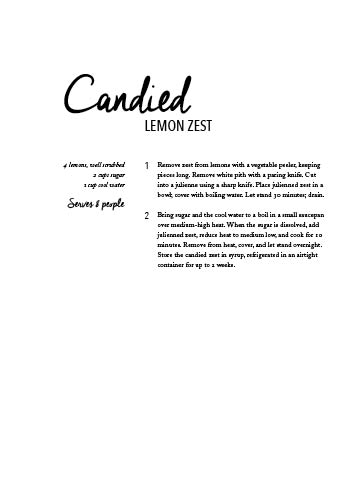 Candied
LEMON ZEST
4 lemons, well scrubbed
2 cups sugar
1 cup cool water
Serves 8 people
1 Remove zest from lemons with a vegetable peeler, keeping
pieces long. Remove white pith with a paring knife. Cut
into a julienne using a sharp knife. Place julienned zest in a
bowl; cover with boiling water. Let stand 30 minutes; drain.
2 Bring sugar and the cool water to a boil in a small saucepan
over medium-high heat. When the sugar is dissolved, add
julienned zest, reduce heat to medium low, and cook for 10
minutes. Remove from heat, cover, and let stand overnight.
Store the candied zest in syrup, refrigerated in an airtight
container for up to 2 weeks.